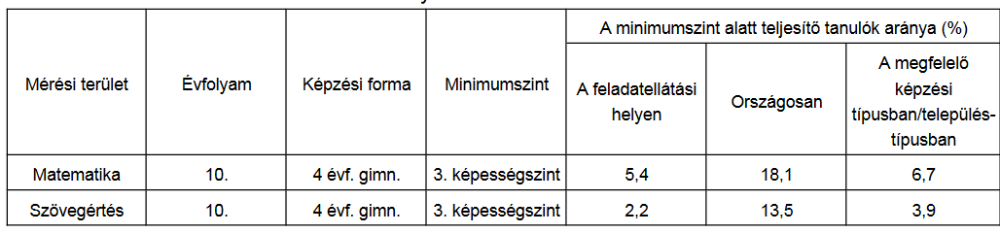 A minimumszint alatt teljesítő tanulók aránya (%)
Mérési terület Évfolyam Képzési forma Minimumszint
A feladatellátási
helyen
Országosan
A megfelelő
képzési
típusban/település-
típusban
Matematika 10. 4 évf. gimn. 3. képességszint 5,4 18,1 6,7
Szövegértés 10. 4 évf. gimn. 3. képességszint 2,2 13,5 3,9